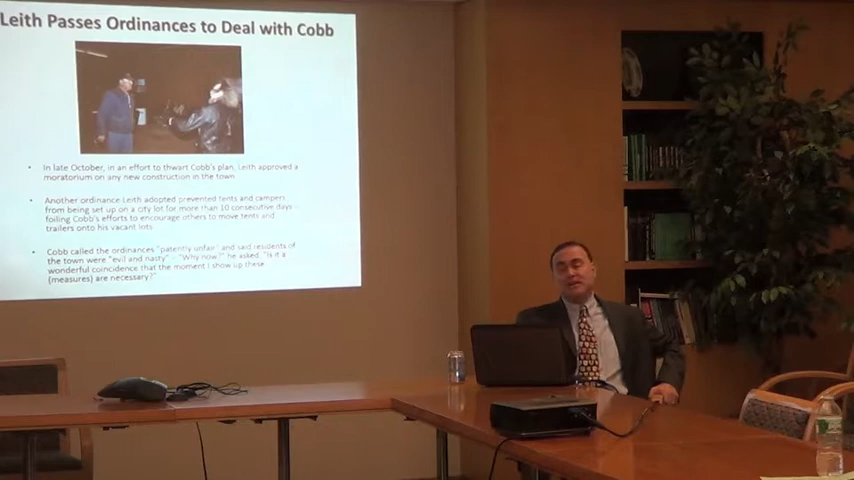 Leith Passes Ordinances to Deal with Cobb
• In late October, in an effort to thwart Cobb's plan, Leith approved a
moratorium on any new construction in the town
• Another ordinance Leith adopted prevented tents and campers
from being set up on a city lot for more than 10 consecutive days –
foiling Cobb's efforts to encourage others to move tents and
trailers onto his vacant lots
• Cobb called the ordinances "patently unfair" and said residents of
the town were "evil and nasty" – "Why now?" he asked, "Is it a
wonderful coincidence that the moment I show up these
(measures) are necessary?"